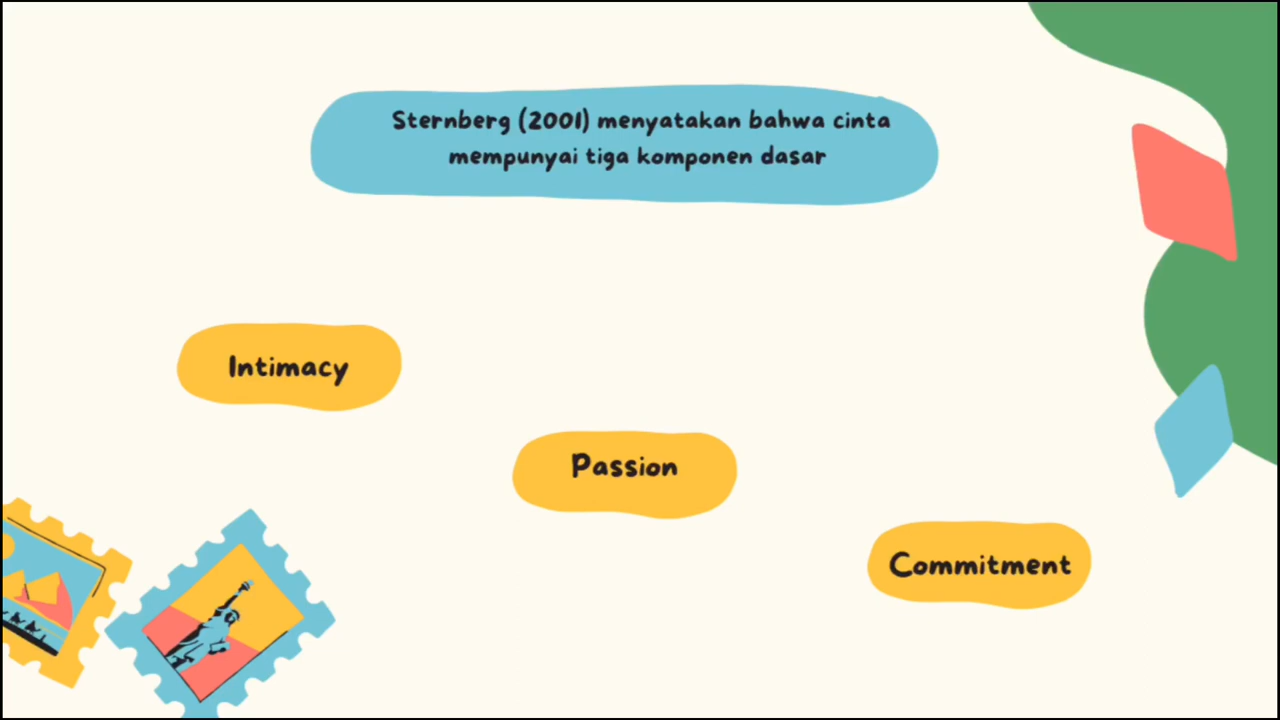 Sternberg (2001) menyatakan bahwa cinta
mempunyai tiga komponen dasar
Intimacy
Passion
Commitment